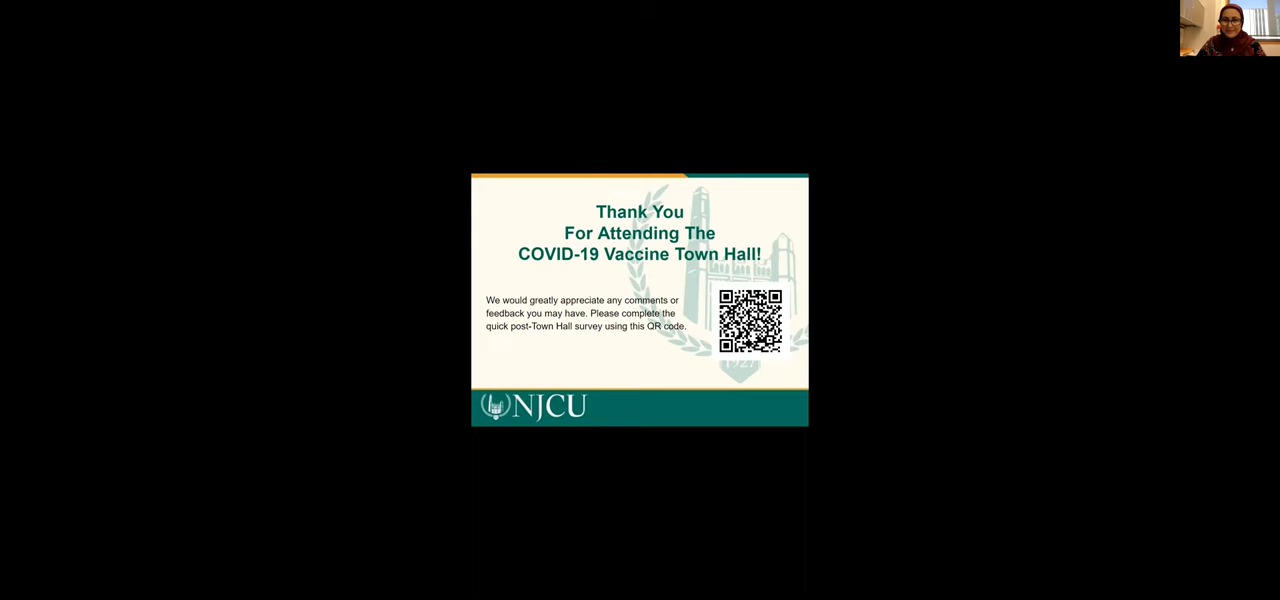 Thank You
For Attending The
COVID-19 Vaccine Town Hall!
We would greatly appreciate any comments or
feedback you may have. Please complete the
quick post-Town Hall survey using this QR code.
1927
NJCU